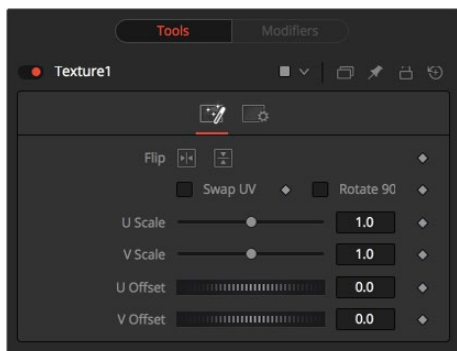 Tools Modifiers
Texture1
Flip
Swap UV Rotate 90
U Scale 1.0
V Scale 1.0
U Offset 0.0
V Offset 0.0